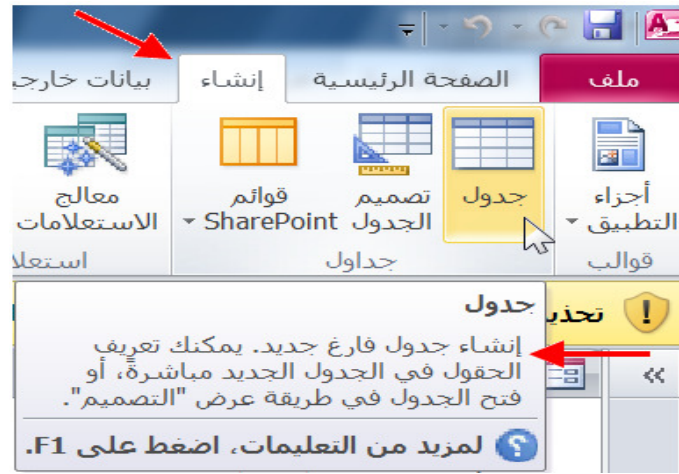 ملف الصفحة الرئيسية إنشاء بيانات خارجي
أجزاء التطبيق
جدول
تصميم الجدول
قوائم SharePoint
معالج الاستعلامات
قوالب جداول استعلا
تحذي
جدول
إنشاء جدول فارغ جديد. يمكنك تعريف
الحقول في الجدول الجديد مباشرةً، أو
فتح الجدول في طريقة عرض "التصميم".
لمزيد من التعليمات، اضغط على F1.